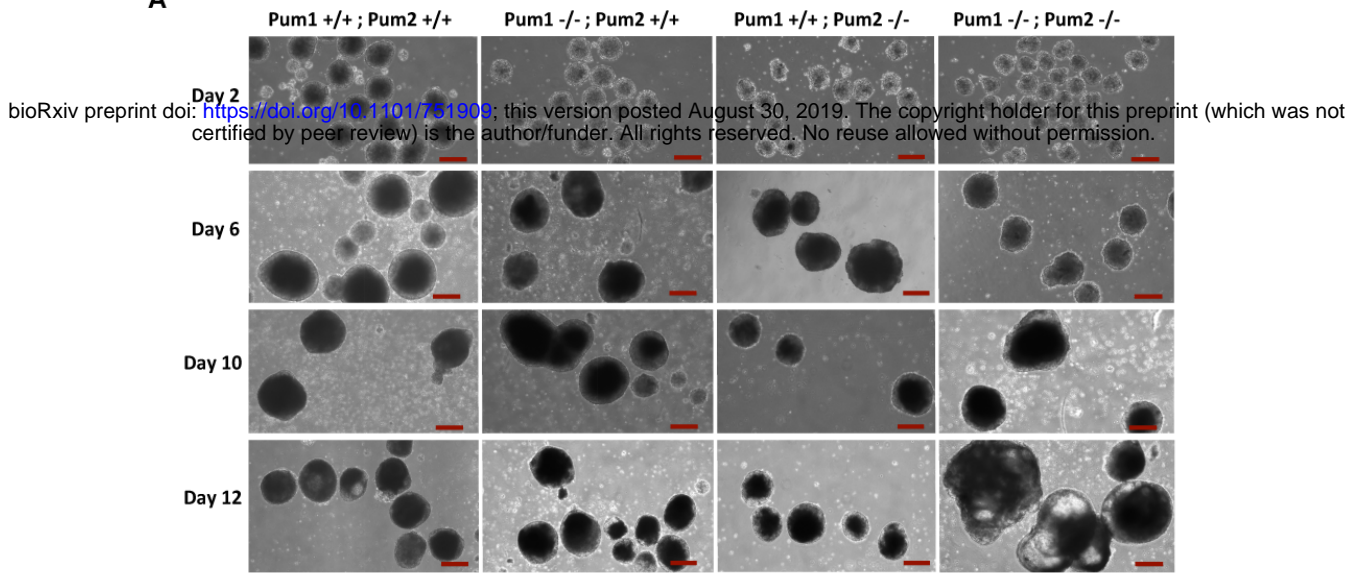 A
Pum1 +/+ ; Pum2 +/+ Pum1 -/- ; Pum2 +/+ Pum1 +/+ ; Pum2 -/- Pum1 -/- ; Pum2 -/-
Day 2
bioRxiv preprint doi: https://doi.org/10.1101/751909; this version posted August 30, 2019. The copyright holder for this preprint (which was not
certified by peer review) is the author/funder. All rights reserved. No reuse allowed without permission.
Day 6
Day 10
Day 12